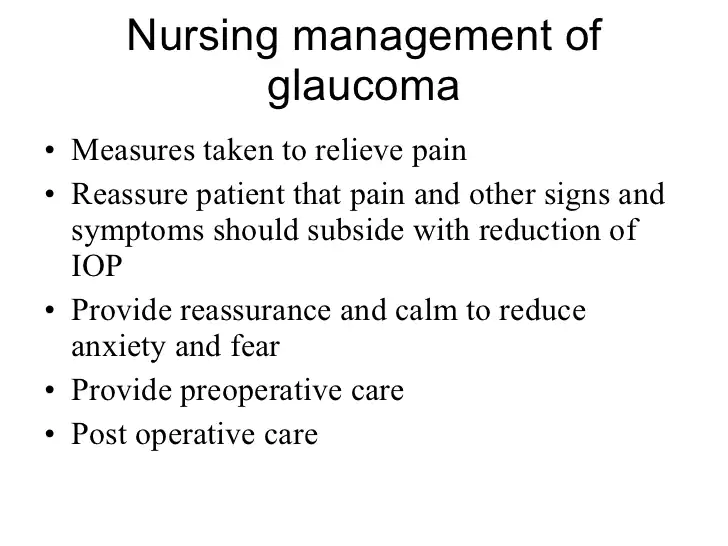 Nursing management of
glaucoma
• Measures taken to relieve pain
• Reassure patient that pain and other signs and
symptoms should subside with reduction of
IOP
• Provide reassurance and calm to reduce
anxiety and fear
• Provide preoperative care
• Post operative care